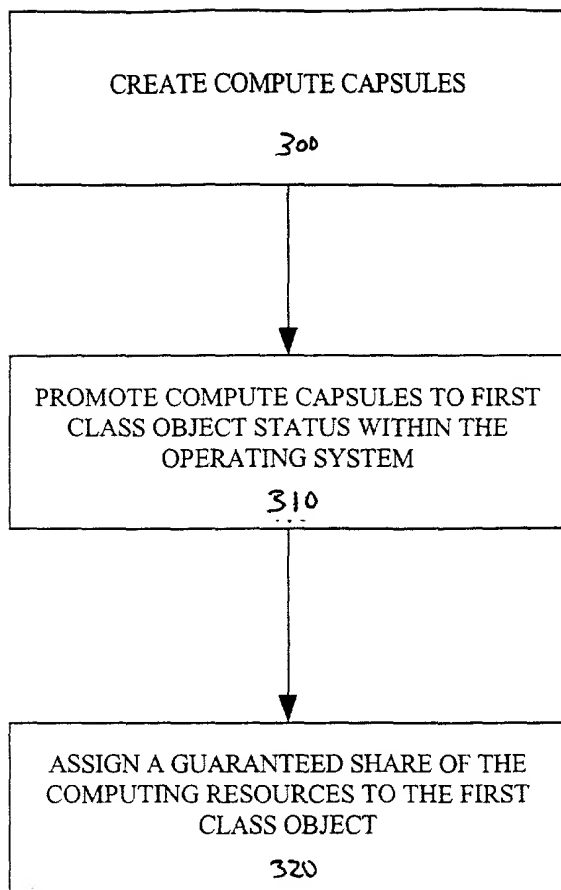 CREATE COMPUTE CAPSULES
300
PROMOTE COMPUTE CAPSULES TO FIRST
CLASS OBJECT STATUS WITHIN THE
OPERATING SYSTEM
310
ASSIGN A GUARANTEED SHARE OF THE
COMPUTING RESOURCES TO THE FIRST
CLASS OBJECT
320